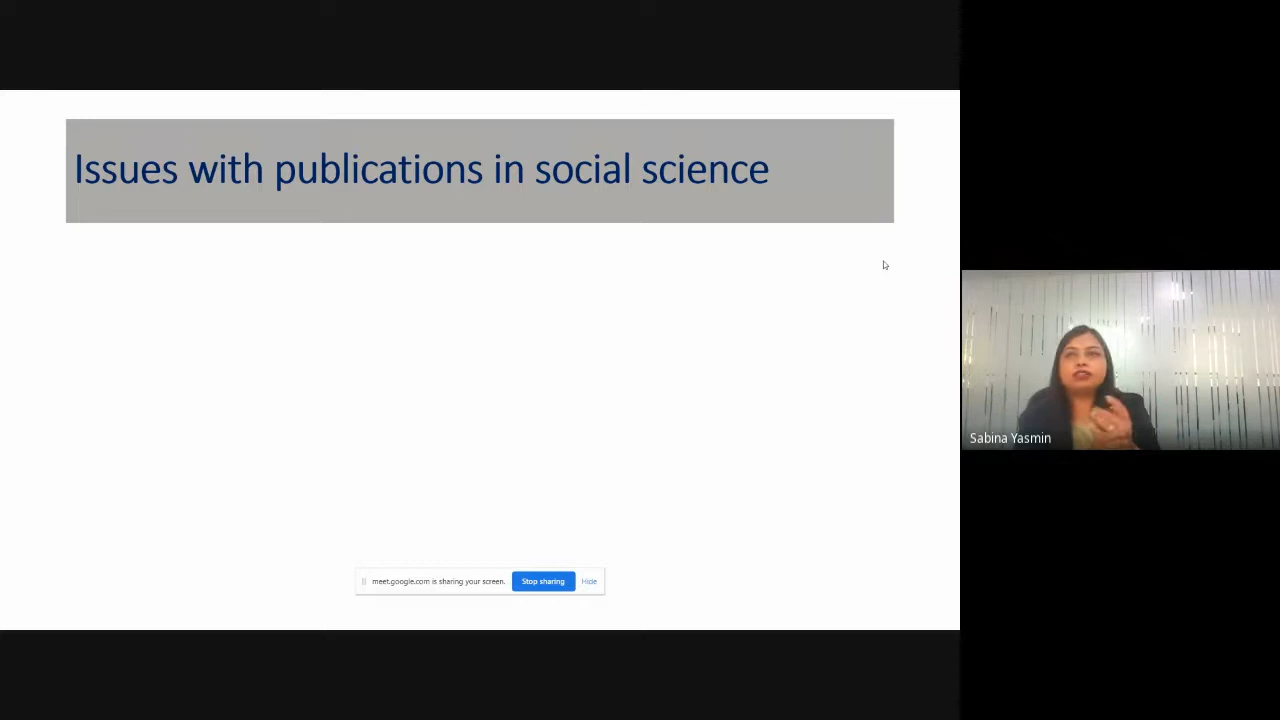 Issues with publications in social science
Sabina Yasmin
meet.google.com is sharing your screen. Stop sharing Hide